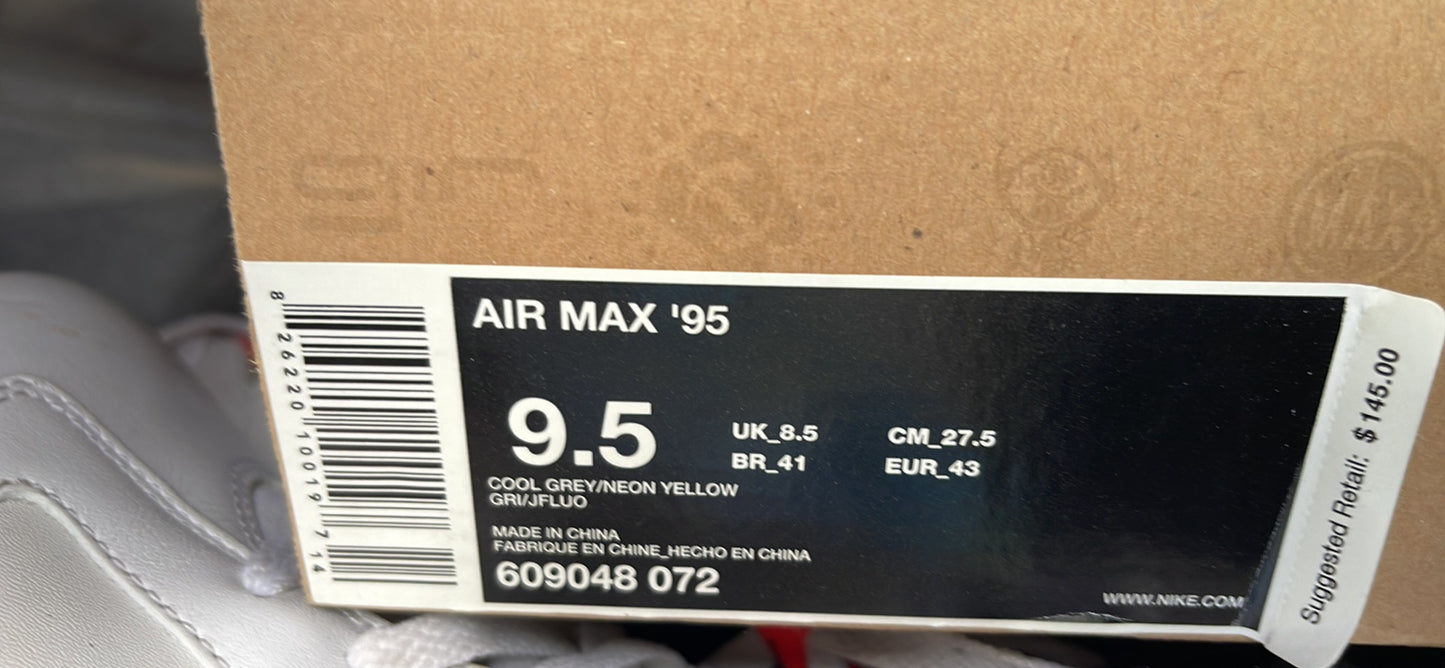 AIR MAX '95
9.5
UK_8.5
CM_27.5
BR_41
EUR_43
COOL GREY/NEON YELLOW
GRI/JFLUO
MADE IN CHINA
FABRIQUE EN CHINE_HECHO EN CHINA
609048 072
WWW.NIKE.COM
8 26220 10019 7 14
Suggested Retail: $145.00